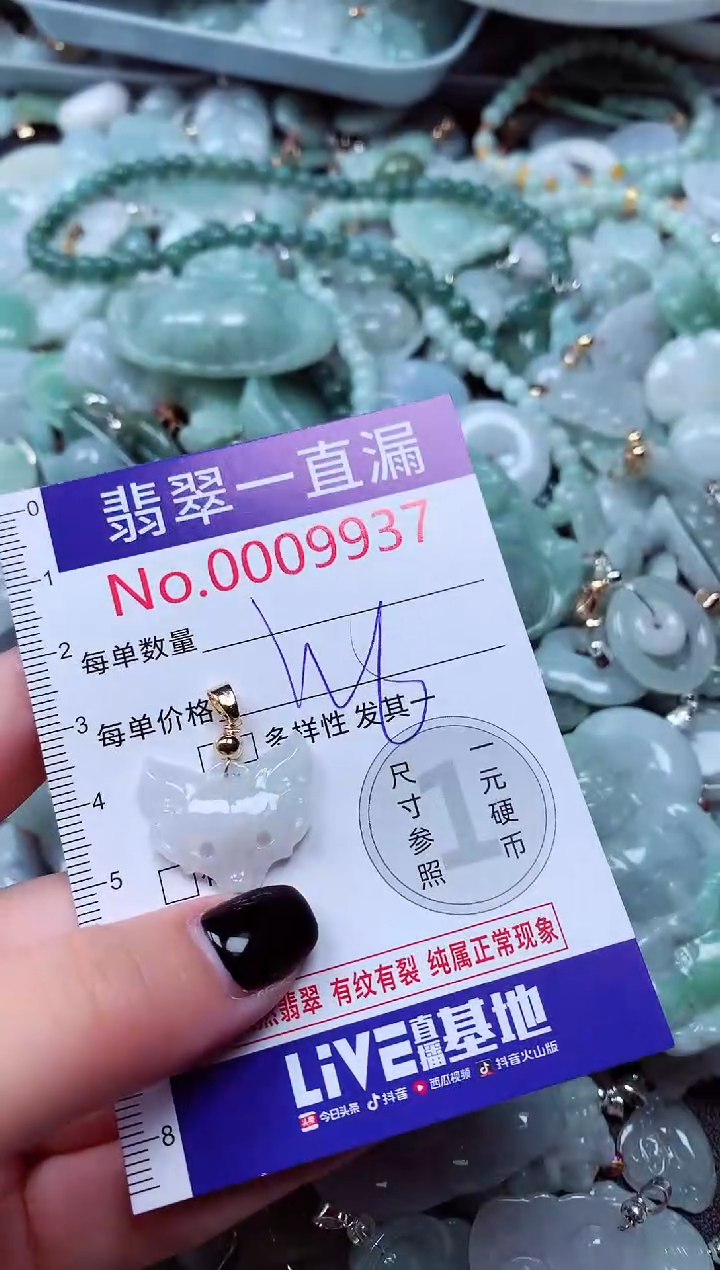 翡翠一直漏
No.0009937
每单数量
每单价格
多样性 发其一
尺寸参照
一元硬币
1
翡翠 有纹有裂 纯属正常现象
LiVE直播基地
今日头条 抖音 西瓜视频 抖音火山版
0
1
2
3
4
5
8